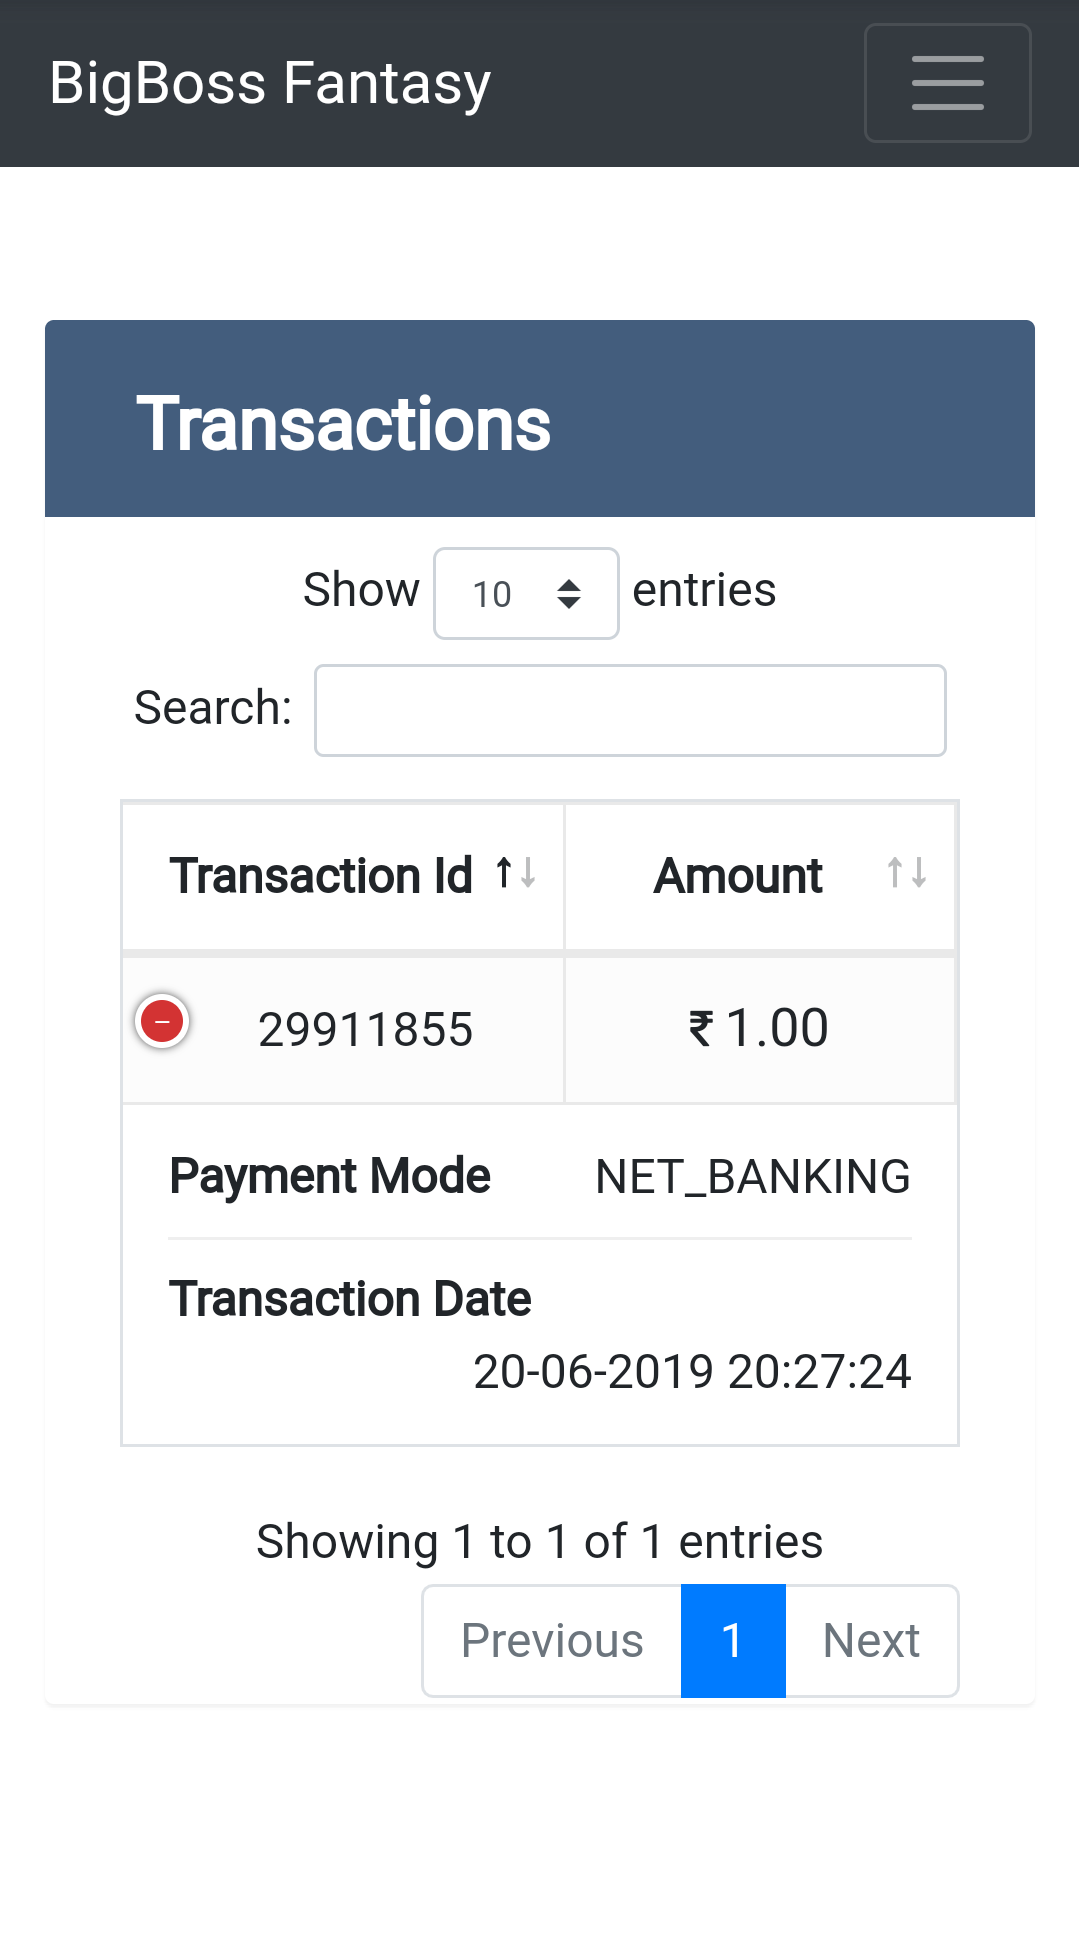 BigBoss Fantasy
Transactions
Show 10 entries
Search:
Transaction Id ↑↓ Amount ↑↓
29911855 ₹ 1.00
Payment Mode NET_BANKING
Transaction Date
20-06-2019 20:27:24
Showing 1 to 1 of 1 entries
Previous 1 Next